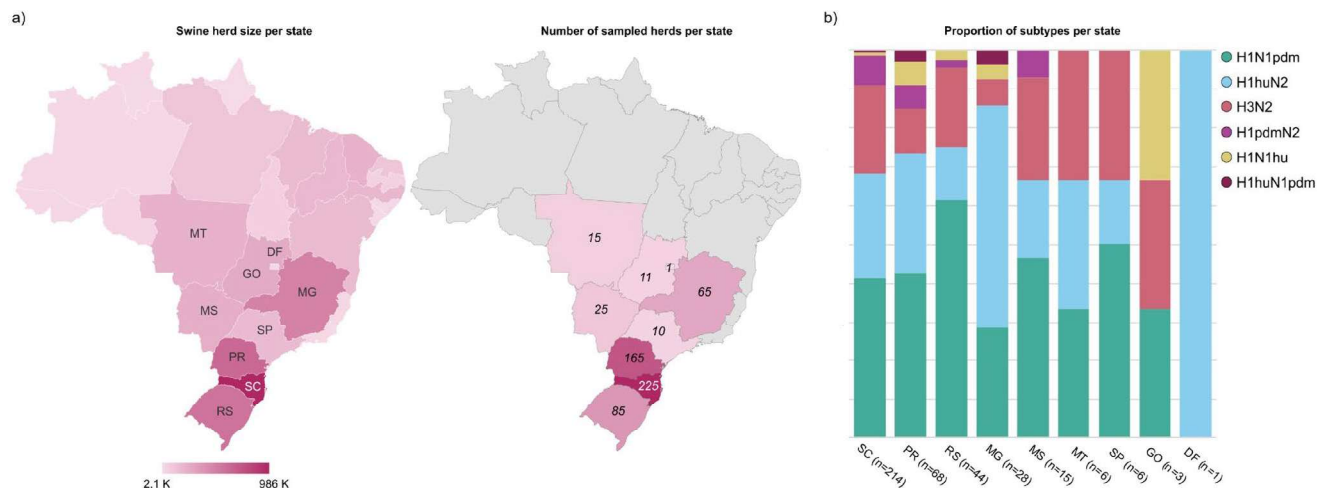 a)
Swine herd size per state
MT
DF
GO
MG
MS
SP
PR
SC
RS
2.1 K
986 K
Number of sampled herds per state
15
1
11
65
25
10
165
225
85
b)
Proportion of subtypes per state
H1N1pdm
H1huN2
H3N2
H1pdmN2
H1N1hu
H1huN1pdm
SC (n=214)
PR (n=68)
RS (n=44)
MG (n=28)
MS (n=15)
MT (n=6)
SP (n=6)
GO (n=3)
DF (n=1)